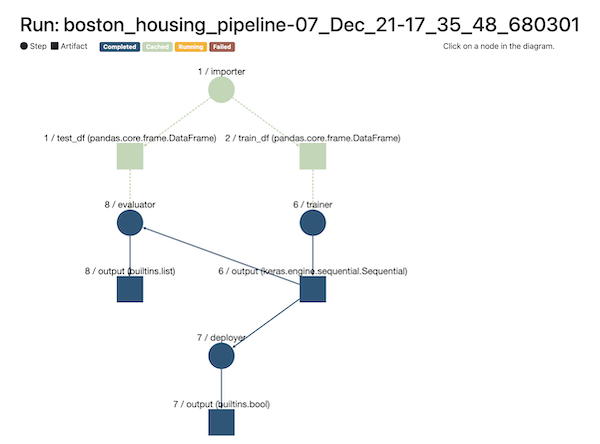 Run: boston_housing_pipeline-07_Dec_21-17_35_48_680301
Step Artifact Completed Cached Running Failed Click on a node in the diagram.
1 / importer
1 / test_df (pandas.core.frame.DataFrame) 2 / train_df (pandas.core.frame.DataFrame)
8 / evaluator 6 / trainer
8 / output (builtins.list) 6 / output (keras.engine.sequential.Sequential)
7 / deployer
7 / output (builtins.bool)